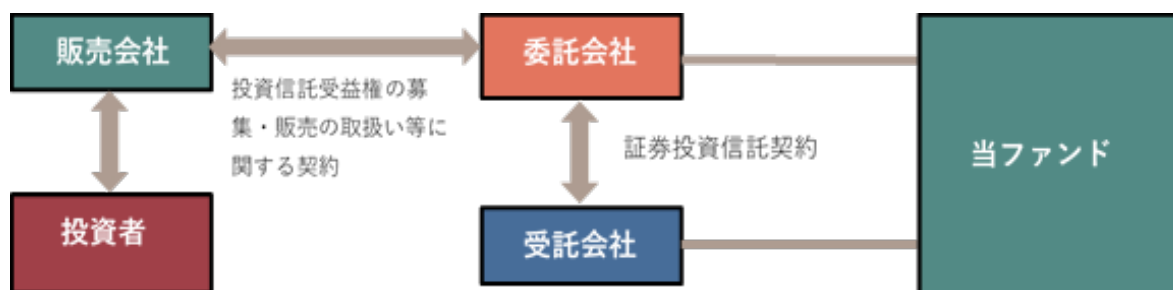 販売会社
委託会社
投資信託受益権の募
集・販売の取扱い等に
関する契約
証券投資信託契約
当ファンド
投資者
受託会社